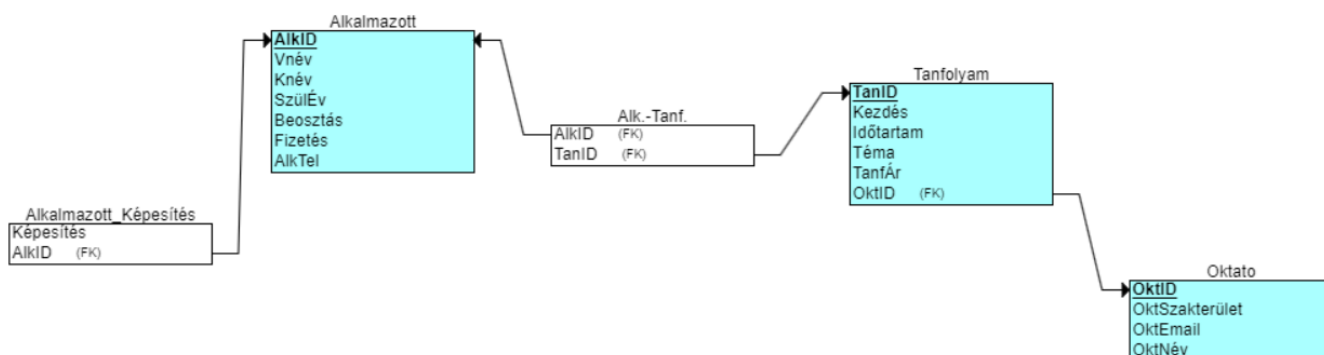 Alkalmazott
AlkID
Vnév
Knév
SzülÉv
Beosztás
Fizetés
AlkTel
Alkalmazott_Képesítés
Képesítés
AlkID (FK)
Alk.-Tanf.
AlkID (FK)
TanID (FK)
Tanfolyam
TanID
Kezdés
Időtartam
Téma
TanfÁr
OktID (FK)
Oktato
OktID
OktSzakterület
OktEmail
OktNév